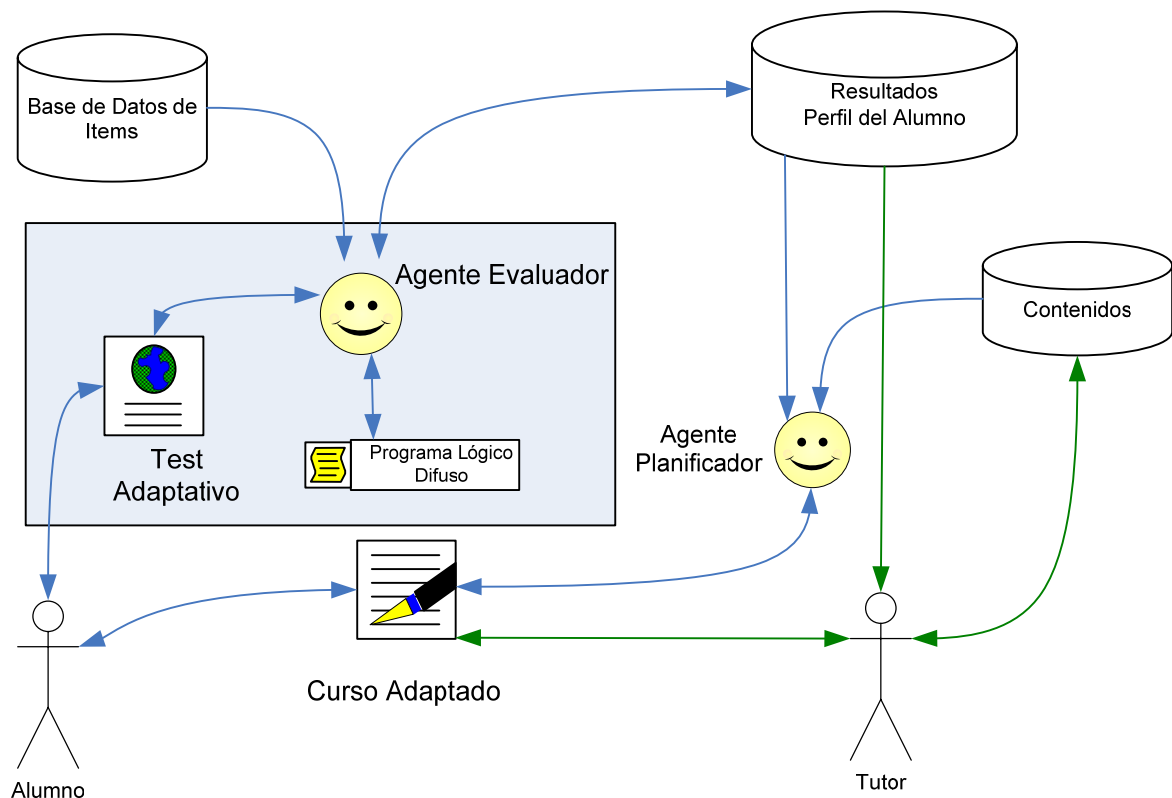 Base de Datos de
Items
Resultados
Perfil del Alumno
Agente Evaluador
Contenidos
Test
Adaptativo
Programa Lógico
Difuso
Agente
Planificador
Curso Adaptado
Alumno
Tutor